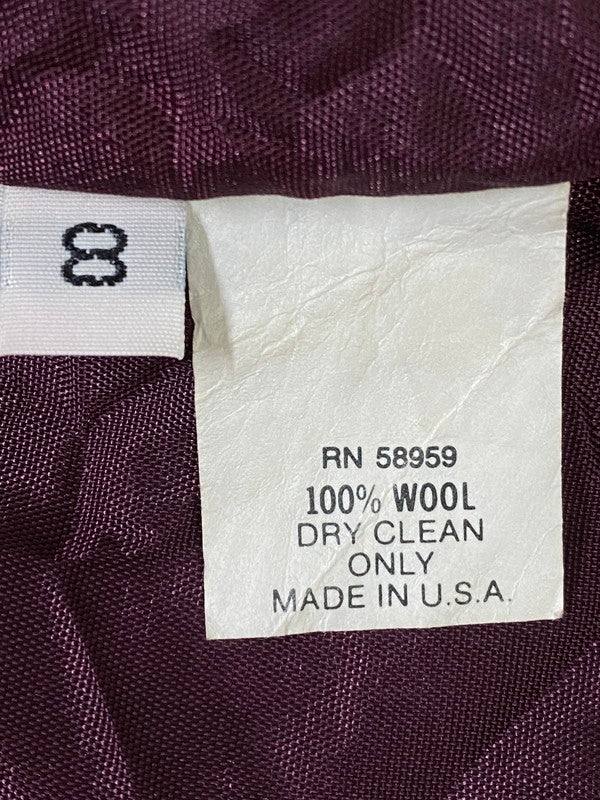 8
RN 58959
100% WOOL
DRY CLEAN
ONLY
MADE IN U.S.A.